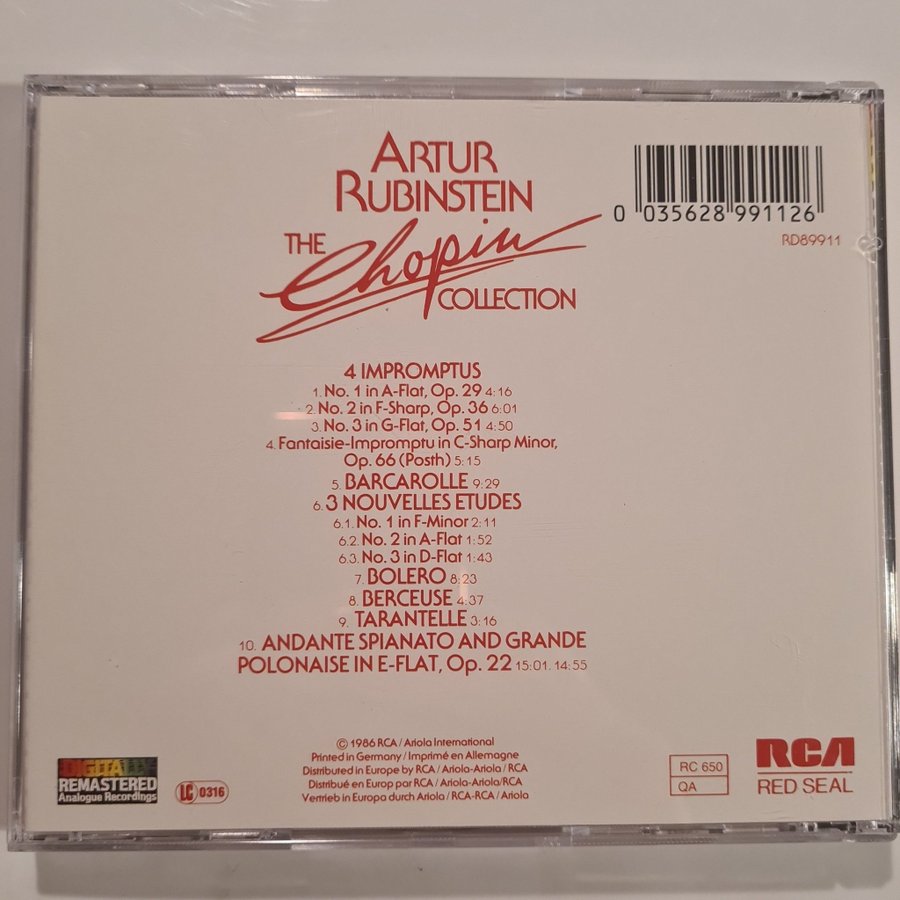 ARTUR
RUBINSTEIN
THE Chopin
COLLECTION
0 035628 991126
RD89911
4 IMPROMPTUS
1. No. 1 in A-Flat, Op. 29 4:16
2. No. 2 in F-Sharp, Op. 36 6:01
3. No. 3 in G-Flat, Op. 51 4:50
4. Fantaisie-Impromptu in C-Sharp Minor,
Op. 66 (Posth) 5:15
5. BARCAROLLE 9:29
6. 3 NOUVELLES ETUDES
6.1. No. 1 in F-Minor 2:11
6.2. No. 2 in A-Flat 1:52
6.3. No. 3 in D-Flat 1:43
7. BOLERO 8:23
8. BERCEUSE 4:37
9. TARANTELLE 3:16
10. ANDANTE SPIANATO AND GRANDE
POLONAISE IN E-FLAT, Op. 22 15:01. 14:55
© 1986 RCA / Ariola International
Printed in Germany / Imprimé en Allemagne
Distributed in Europe by RCA / Ariola-Ariola / RCA
Distribué en Europ par RCA / Ariola-Ariola/RCA
Vertrieb in Europa durch Ariola / RCA-RCA / Ariola
DIGITALLY
REMASTERED
Analogue Recordings
LC 0316
RC 650
QA
RCA
RED SEAL